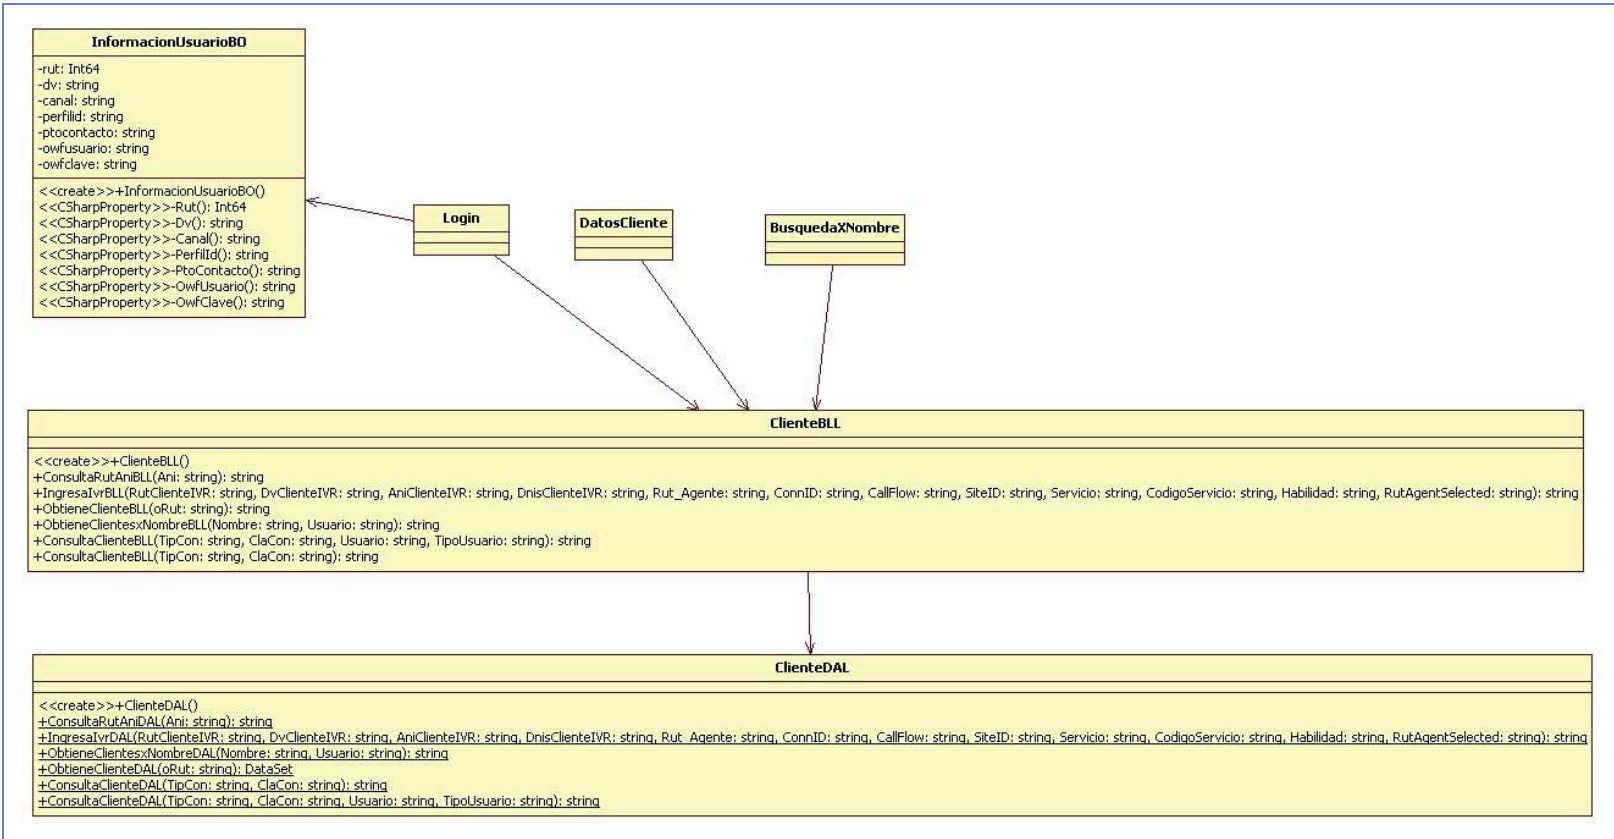 InformacionUsuarioBO
-rut: Int64
-dv: string
-canal: string
-perfilid: string
-ptocontacto: string
-owfusuario: string
-owfclave: string
<<create>>+InformacionUsuarioBO()
<<CSharpProperty>>-Rut(): Int64
<<CSharpProperty>>-Dv(): string
<<CSharpProperty>>-Canal(): string
<<CSharpProperty>>-PerfilId(): string
<<CSharpProperty>>-PtoContacto(): string
<<CSharpProperty>>-OwfUsuario(): string
<<CSharpProperty>>-OwfClave(): string
Login
DatosCliente
BusquedaXNombre
ClienteBLL
<<create>>+ClienteBLL()
+ConsultaRutAniBLL(Ani: string): string
+IngresaIvrBLL(RutClienteIVR: string, DvClienteIVR: string, AniClienteIVR: string, DnisClienteIVR: string, Rut_Agente: string, ConnID: string, CallFlow: string, SiteID: string, Servicio: string, CodigoServicio: string, Habilidad: string, RutAgentSelected: string): string
+ObtieneClienteBLL(oRut: string): string
+ObtieneClientesxNombreBLL(Nombre: string, Usuario: string): string
+ConsultaClienteBLL(TipCon: string, ClaCon: string, Usuario: string, TipoUsuario: string): string
+ConsultaClienteBLL(TipCon: string, ClaCon: string): string
ClienteDAL
<<create>>+ClienteDAL()
+ConsultaRutAniDAL(Ani: string): string
+IngresaIvrDAL(RutClienteIVR: string, DvClienteIVR: string, AniClienteIVR: string, DnisClienteIVR: string, Rut_Agente: string, ConnID: string, CallFlow: string, SiteID: string, Servicio: string, CodigoServicio: string, Habilidad: string, RutAgentSelected: string): string
+ObtieneClientesxNombreDAL(Nombre: string, Usuario: string): string
+ObtieneClienteDAL(oRut: string): DataSet
+ConsultaClienteDAL(TipCon: string, ClaCon: string): string
+ConsultaClienteDAL(TipCon: string, ClaCon: string, Usuario: string, TipoUsuario: string): string